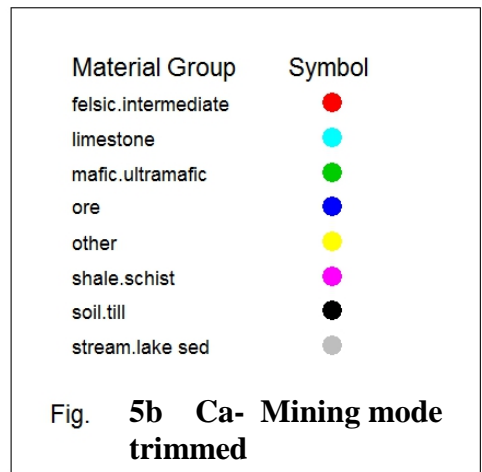 Material Group Symbol
felsic.intermediate
limestone
mafic.ultramafic
ore
other
shale.schist
soil.till
stream.lake sed
Fig. 5b Ca- Mining mode
trimmed